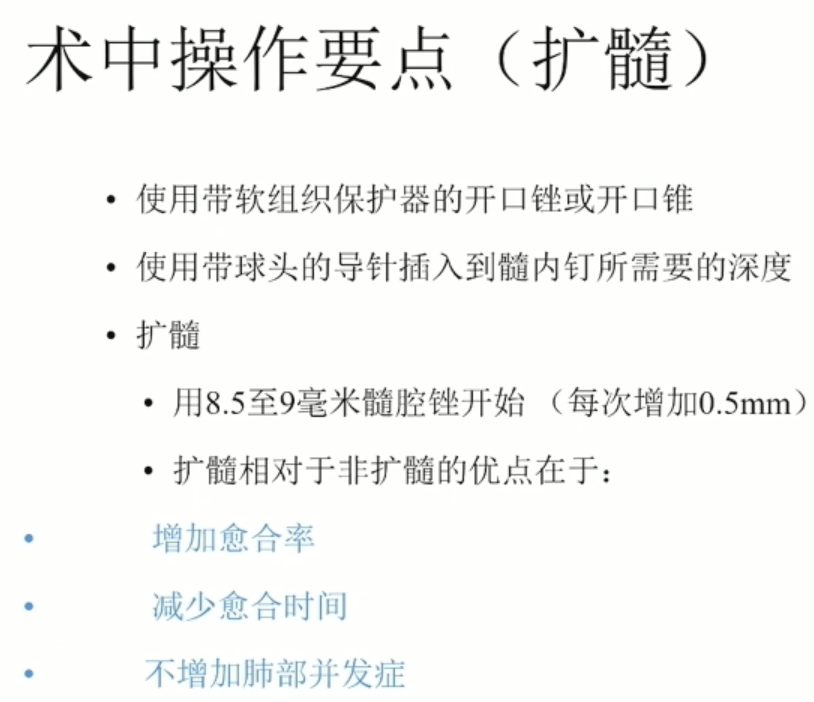 术中操作要点（扩髓）
• 使用带软组织保护器的开口锉或开口锥
• 使用带球头的导针插入到髓内钉所需要的深度
• 扩髓
• 用8.5至9毫米髓腔锉开始 （每次增加0.5mm）
• 扩髓相对于非扩髓的优点在于：
• 增加愈合率
• 减少愈合时间
• 不增加肺部并发症